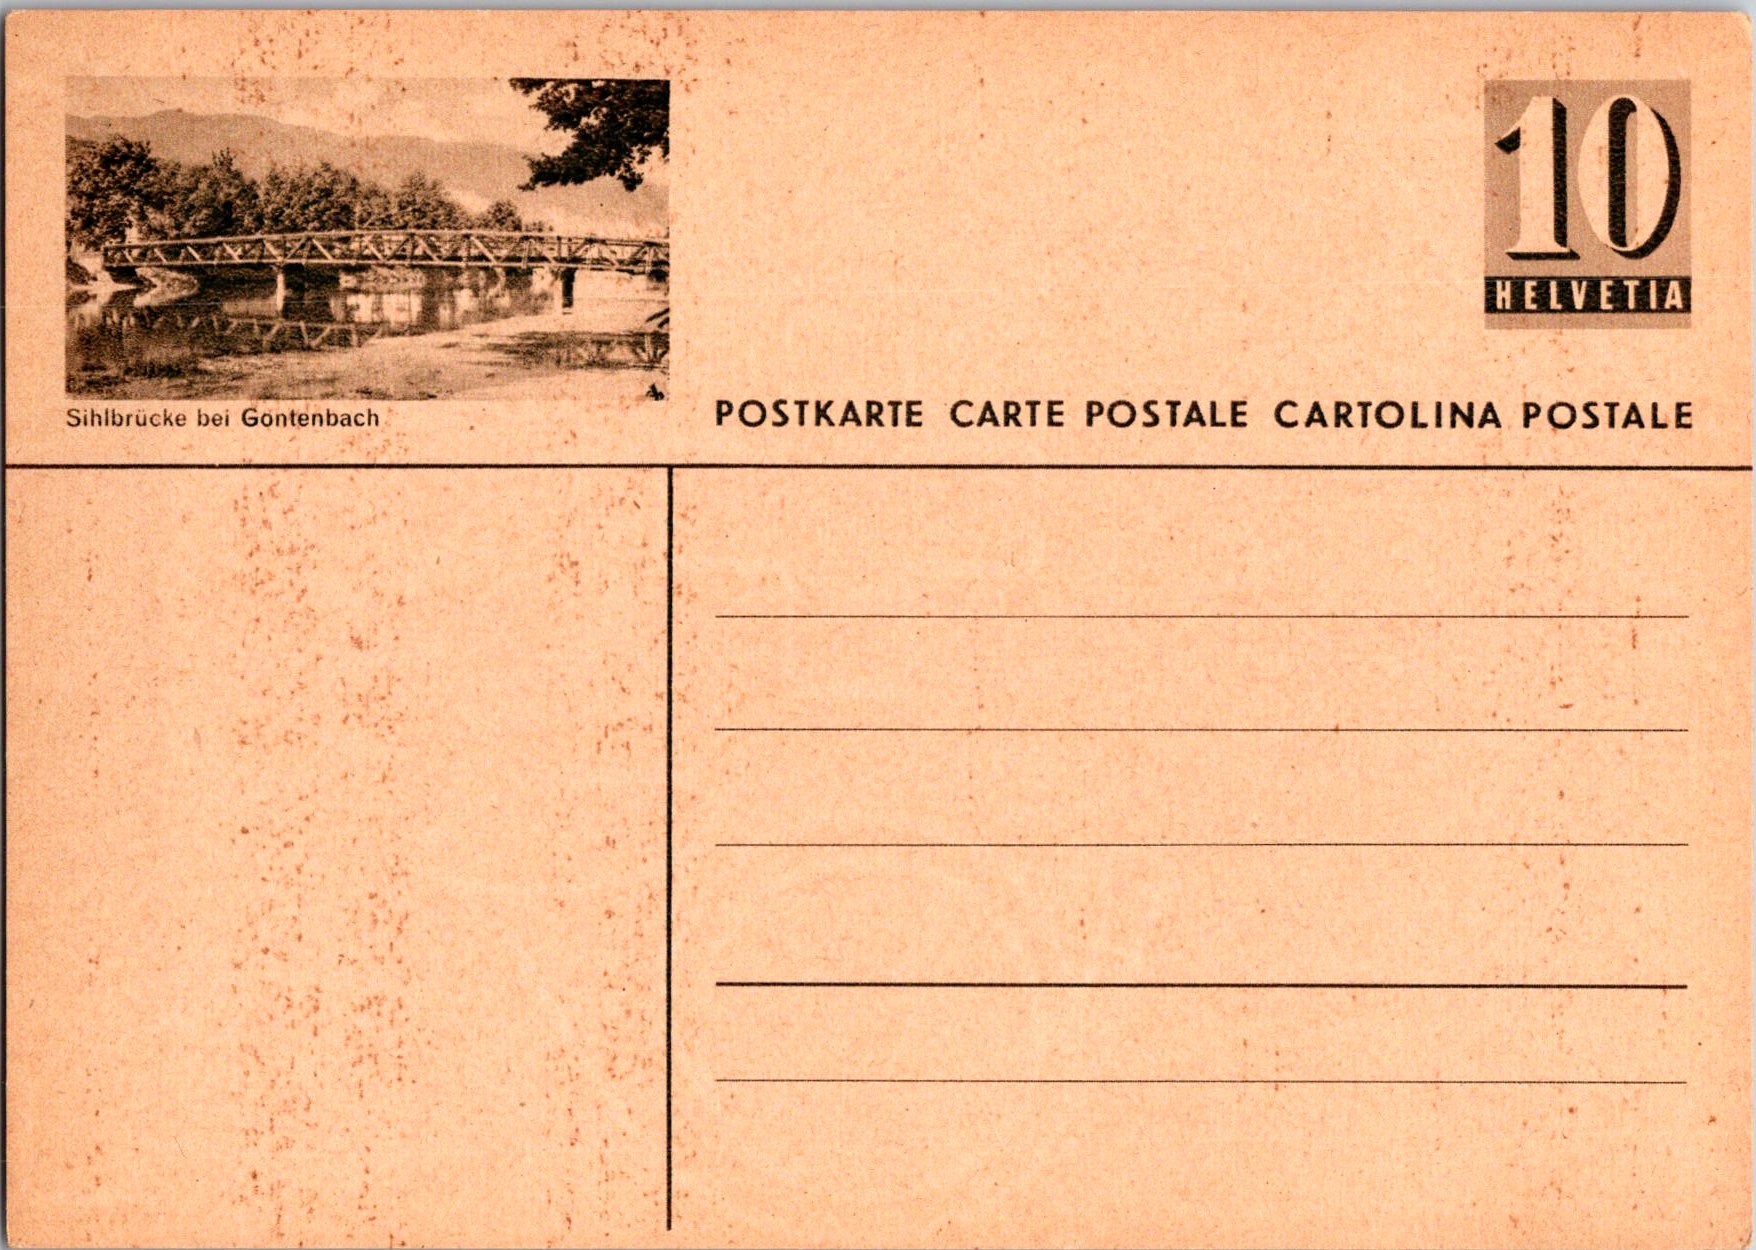 10
HELVETIA
Sihlbrücke bei Gontenbach
POSTKARTE CARTE POSTALE CARTOLINA POSTALE